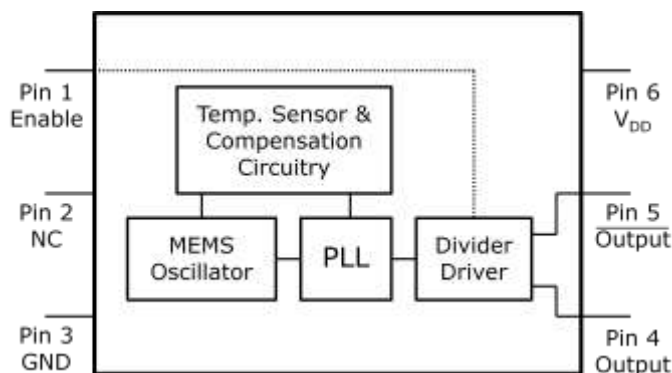 Pin 1
Enable
Temp. Sensor &
Compensation
Circuitry
Pin 6
V_DD
Pin 2
NC
MEMS
Oscillator
PLL
Divider
Driver
Pin 5
Output
Pin 3
GND
Pin 4
Output